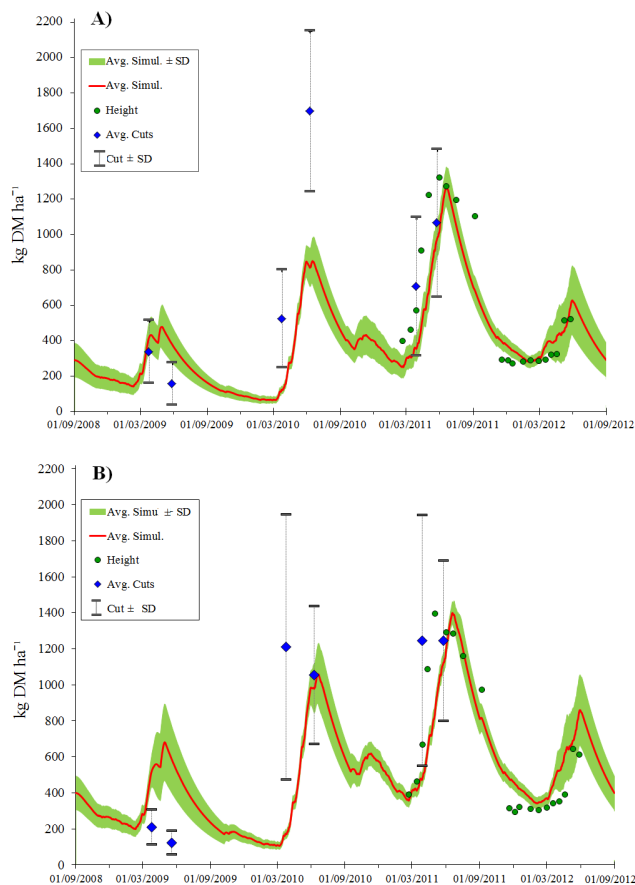 A)
kg DM ha⁻¹
2200
2000
1800
1600
1400
1200
1000
800
600
400
200
0
Avg. Simul. ± SD
Avg. Simul.
Height
Avg. Cuts
Cut ± SD
01/09/2008 01/03/2009 01/09/2009 01/03/2010 01/09/2010 01/03/2011 01/09/2011 01/03/2012 01/09/2012
B)
kg DM ha⁻¹
2200
2000
1800
1600
1400
1200
1000
800
600
400
200
0
Avg. Simu ± SD
Avg. Simul.
Height
Avg. Cuts
Cut ± SD
01/09/2008 01/03/2009 01/09/2009 01/03/2010 01/09/2010 01/03/2011 01/09/2011 01/03/2012 01/09/2012